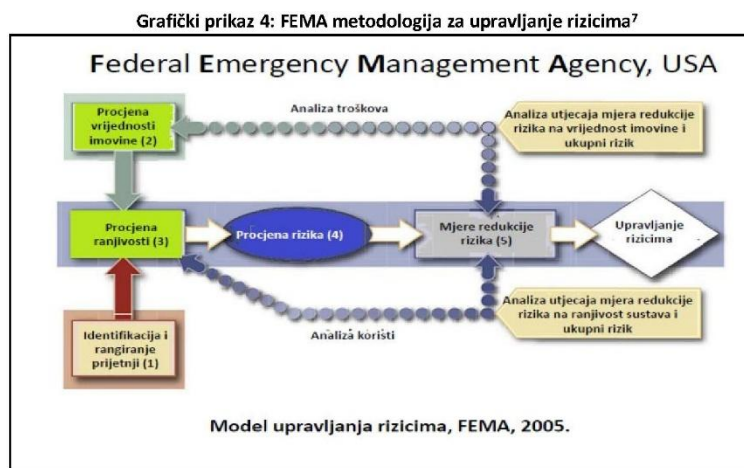 Grafički prikaz 4: FEMA metodologija za upravljanje rizicima⁷
Federal Emergency Management Agency, USA
Procjena
vrijednosti
imovine (2)
Analiza troškova
Analiza utjecaja mjera redukcije
rizika na vrijednost imovine i
ukupni rizik
Procjena
ranjivosti (3)
Procjena rizika (4)
Mjere redukcije
rizika (5)
Upravljanje
rizicima
Identifikacija i
rangiranje
prijetnji (1)
Analiza koristi
Analiza utjecaja mjera redukcije
rizika na ranjivost sustava i
ukupni rizik
Model upravljanja rizicima, FEMA, 2005.